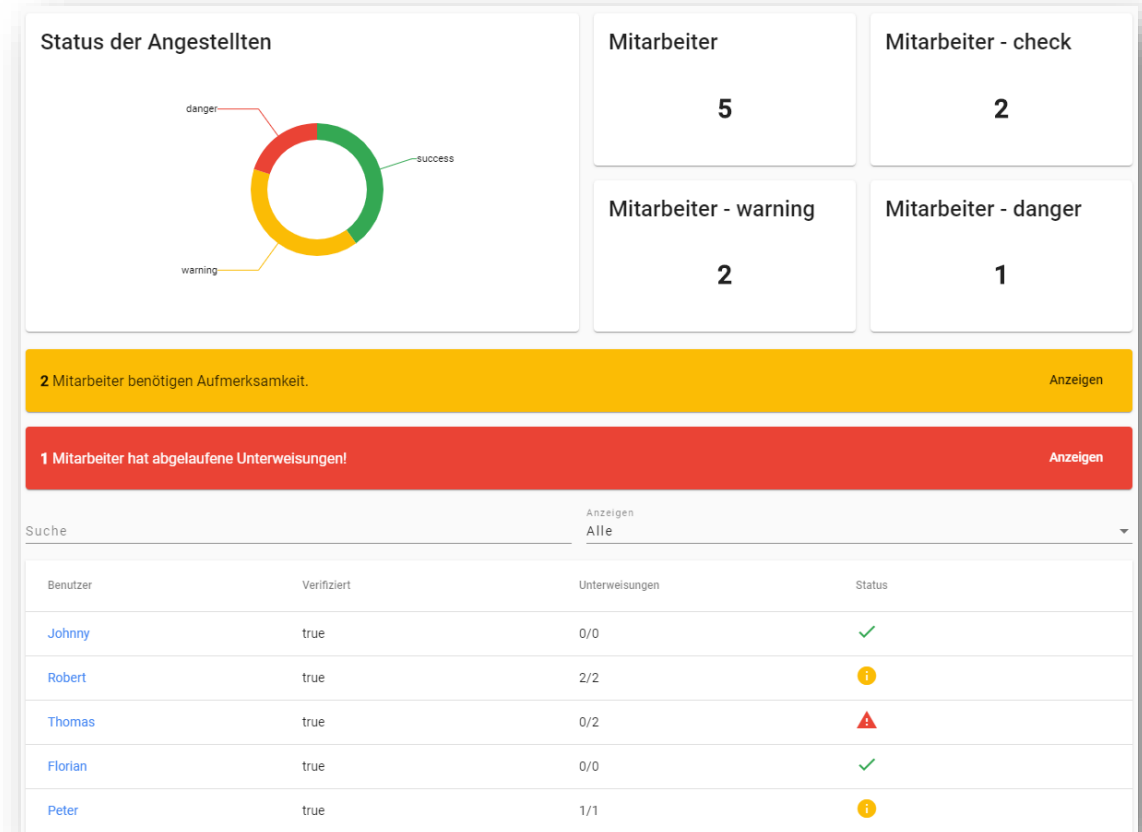 Status der Angestellten
danger
success
warning
Mitarbeiter
5
Mitarbeiter - check
2
Mitarbeiter - warning
2
Mitarbeiter - danger
1
2 Mitarbeiter benötigen Aufmerksamkeit. Anzeigen
1 Mitarbeiter hat abgelaufene Unterweisungen! Anzeigen
Anzeigen
Suche Alle
Benutzer Verifiziert Unterweisungen Status
Johnny true 0/0
Robert true 2/2
Thomas true 0/2
Florian true 0/0
Peter true 1/1